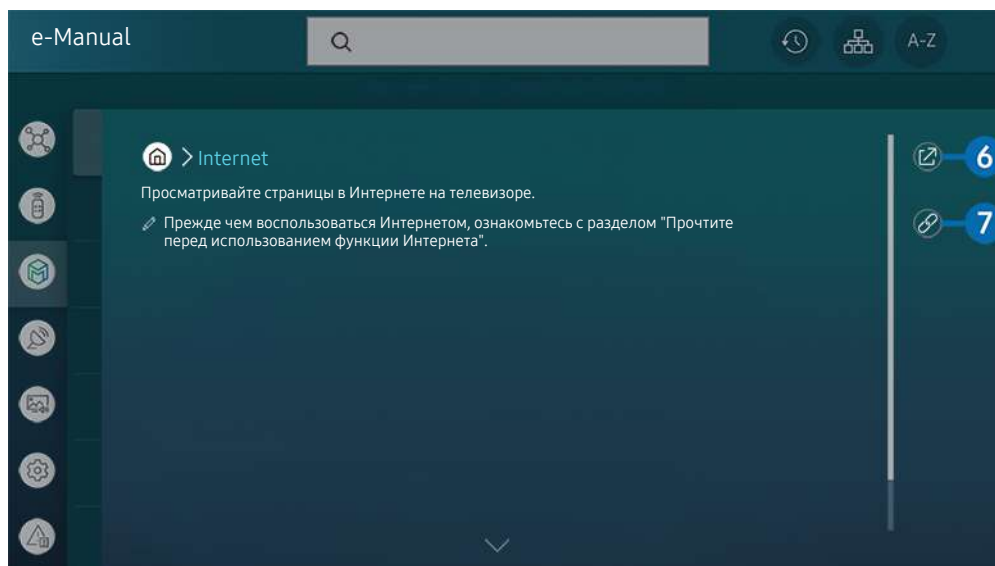 e-Manual
A-Z
> Internet
6
Просматривайте страницы в Интернете на телевизоре.
Прежде чем воспользоваться Интернетом, ознакомьтесь с разделом "Прочтите
перед использованием функции Интернета".
7